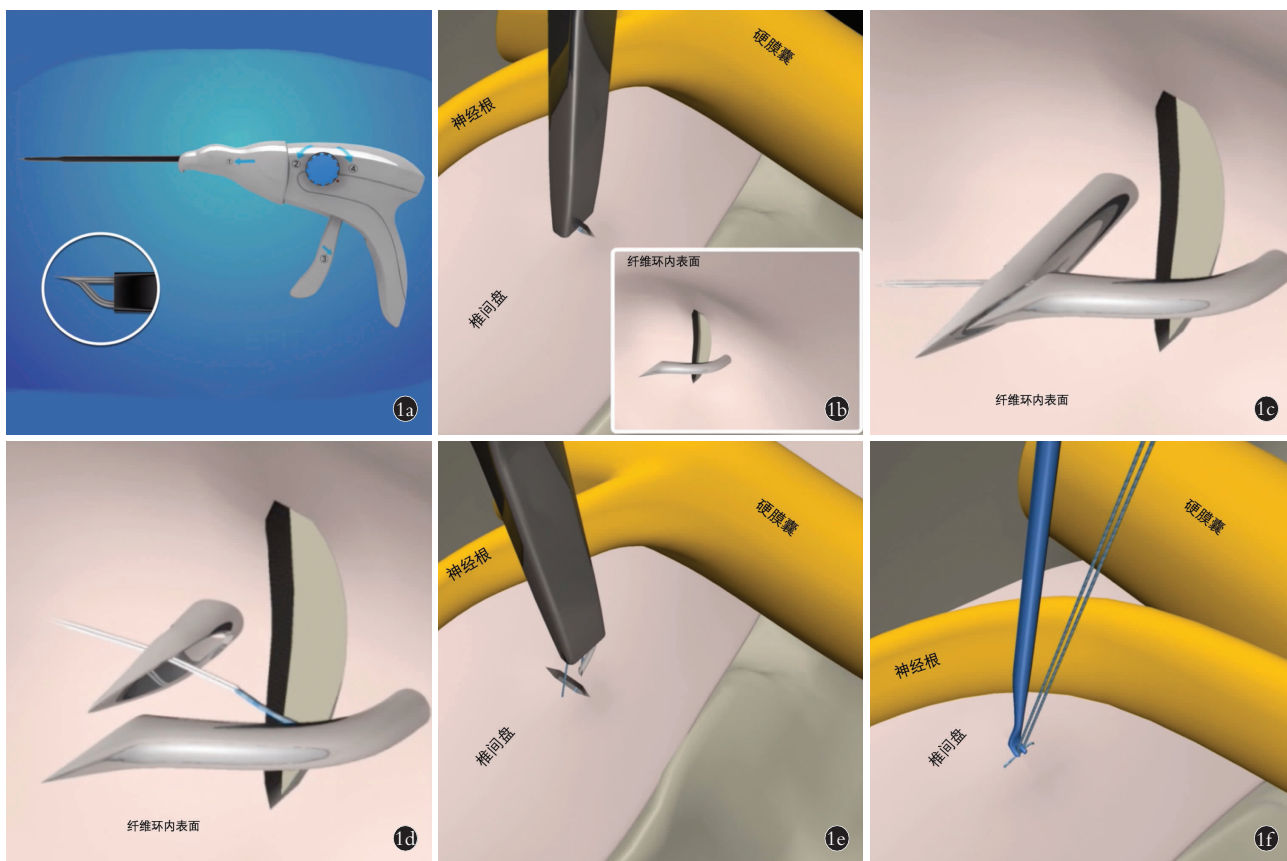 ①
②
④
③
1a
硬膜囊
神经根
椎间盘
纤维环内表面
1b
纤维环内表面
1c
纤维环内表面
1d
硬膜囊
神经根
椎间盘
1e
硬膜囊
神经根
椎间盘
1f